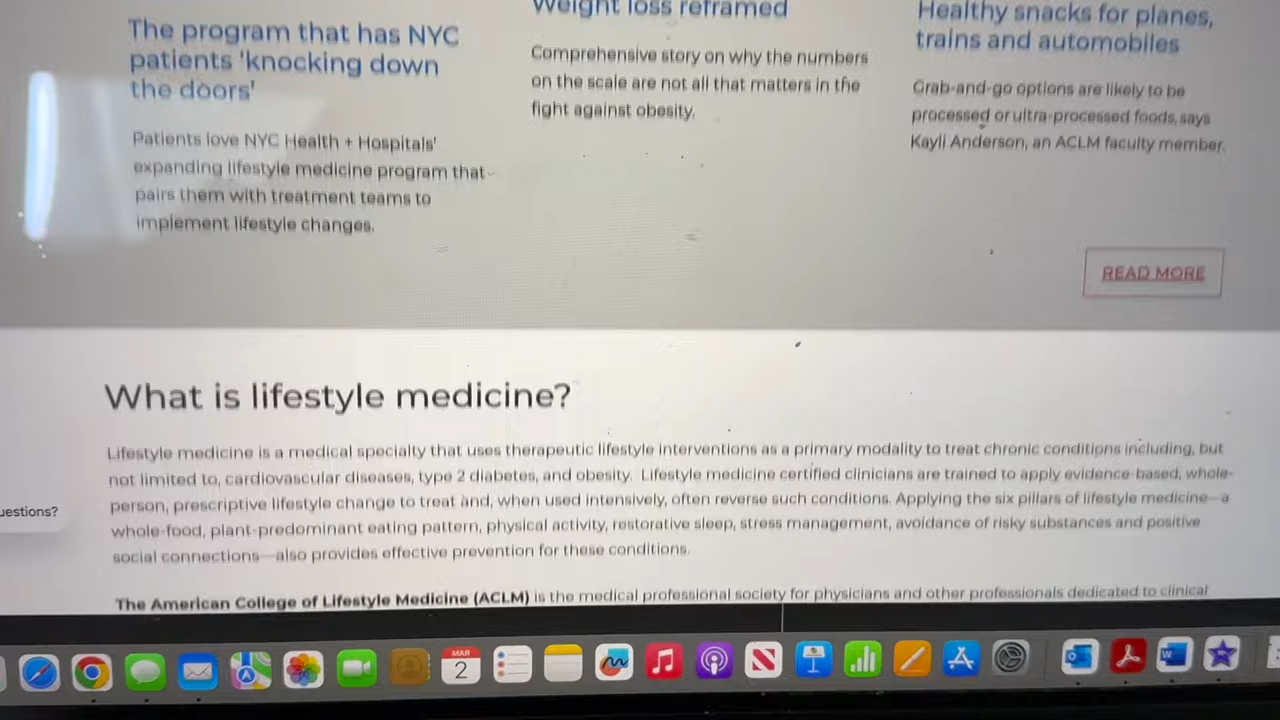 The program that has NYC
patients 'knocking down
the doors'
Patients love NYC Health + Hospitals'
expanding lifestyle medicine program that
pairs them with treatment teams to
implement lifestyle changes.
Weight loss reframed
Comprehensive story on why the numbers
on the scale are not all that matters in the
fight against obesity.
Healthy snacks for planes,
trains and automobiles
Grab-and-go options are likely to be
processed or ultra-processed foods, says
Kayli Anderson, an ACLM faculty member.
READ MORE
What is lifestyle medicine?
Lifestyle medicine is a medical specialty that uses therapeutic lifestyle interventions as a primary modality to treat chronic conditions including, but
not limited to, cardiovascular diseases, type 2 diabetes, and obesity. Lifestyle medicine certified clinicians are trained to apply evidence-based, whole-
person, prescriptive lifestyle change to treat and, when used intensively, often reverse such conditions. Applying the six pillars of lifestyle medicine—a
whole-food, plant-predominant eating pattern, physical activity, restorative sleep, stress management, avoidance of risky substances and positive
social connections—also provides effective prevention for these conditions.
uestions?
The American College of Lifestyle Medicine (ACLM) is the medical professional society for physicians and other professionals dedicated to clinical
MAR
2